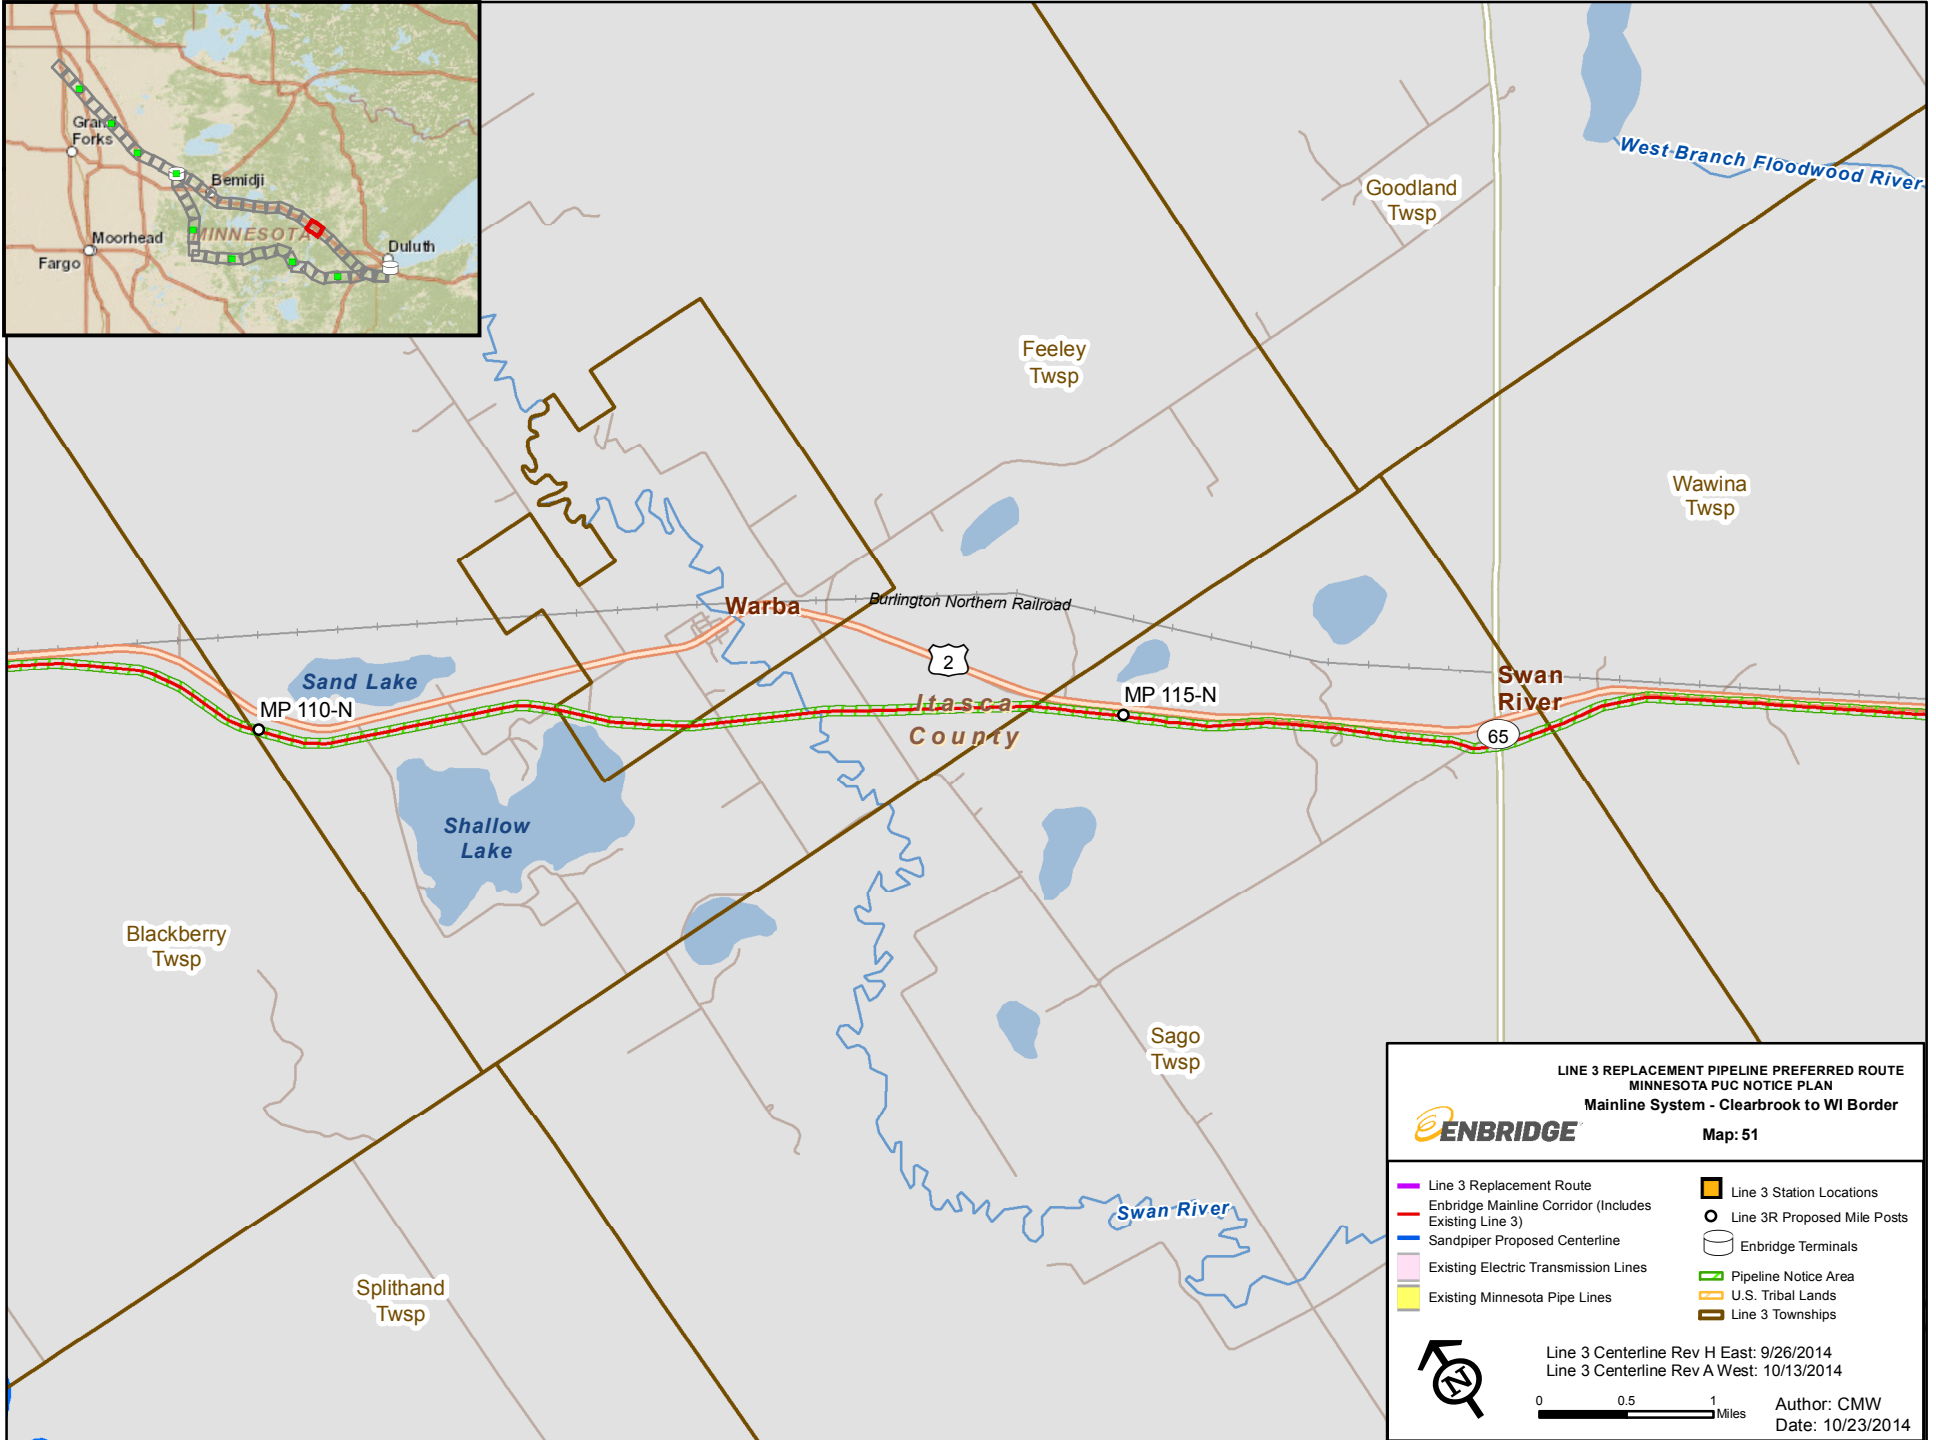 Grand
Forks
Bemidji
MINNESOTA
Moorhead
Fargo
Duluth
West Branch Floodwood River
Goodland
Twsp
Feeley
Twsp
Wawina
Twsp
Warba
Burlington Northern Railroad
2
Sand Lake
MP 110-N
Itasca
County
MP 115-N
Swan
River
65
Shallow
Lake
Blackberry
Twsp
Sago
Twsp
Swan River
Splithand
Twsp
LINE 3 REPLACEMENT PIPELINE PREFERRED ROUTE
MINNESOTA PUC NOTICE PLAN
Mainline System - Clearbrook to WI Border
ENBRIDGE
Map: 51
Line 3 Replacement Route
Enbridge Mainline Corridor (Includes
Existing Line 3)
Sandpiper Proposed Centerline
Existing Electric Transmission Lines
Existing Minnesota Pipe Lines
Line 3 Station Locations
Line 3R Proposed Mile Posts
Enbridge Terminals
Pipeline Notice Area
U.S. Tribal Lands
Line 3 Townships
N
Line 3 Centerline Rev H East: 9/26/2014
Line 3 Centerline Rev A West: 10/13/2014
0 0.5 1
Miles
Author: CMW
Date: 10/23/2014